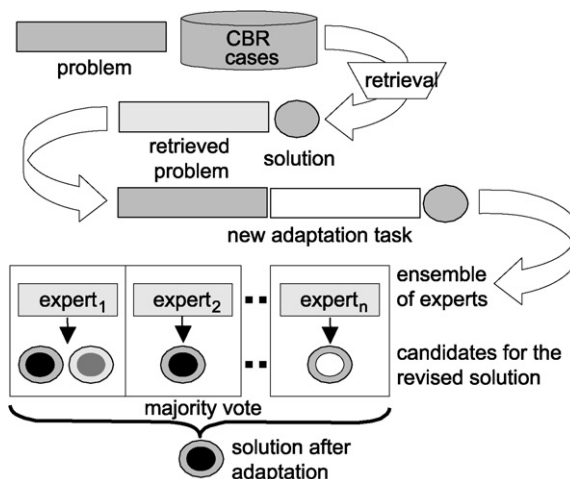 CBR
cases
problem
retrieval
retrieved
problem
solution
new adaptation task
expert1
expert2
expertn
ensemble
of experts
candidates for the
revised solution
majority vote
solution after
adaptation